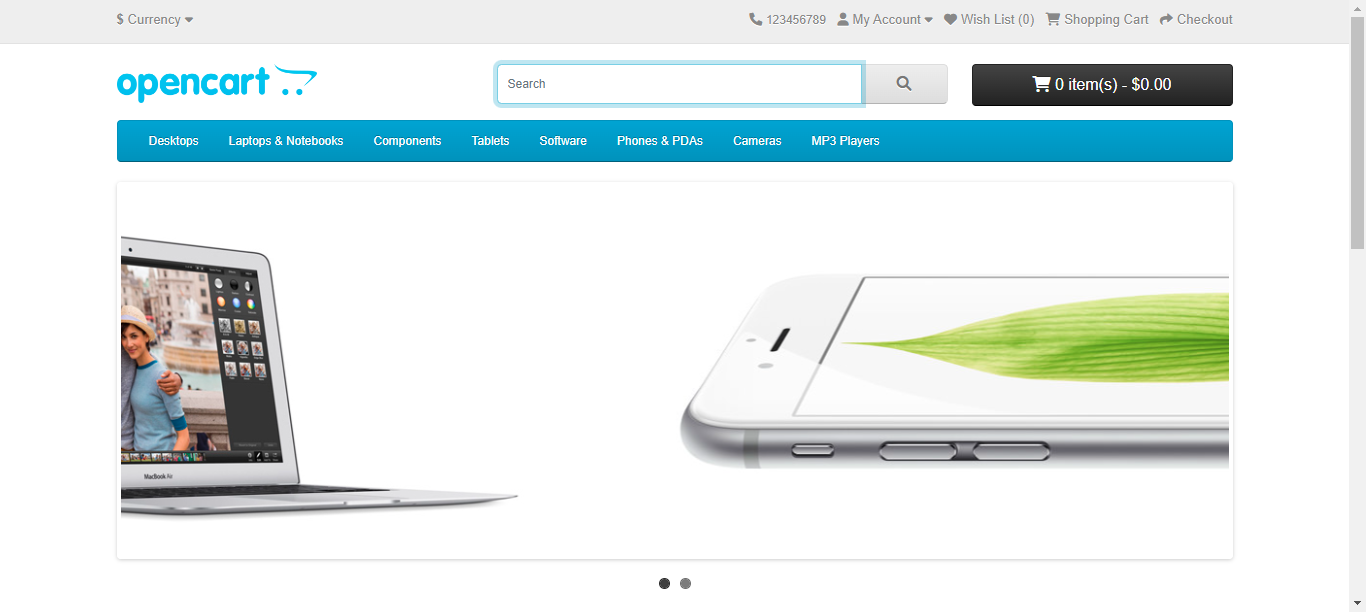 $ Currency
123456789 My Account Wish List (0) Shopping Cart Checkout
opencart
Search
0 item(s) - $0.00
Desktops Laptops & Notebooks Components Tablets Software Phones & PDAs Cameras MP3 Players
MacBook Air